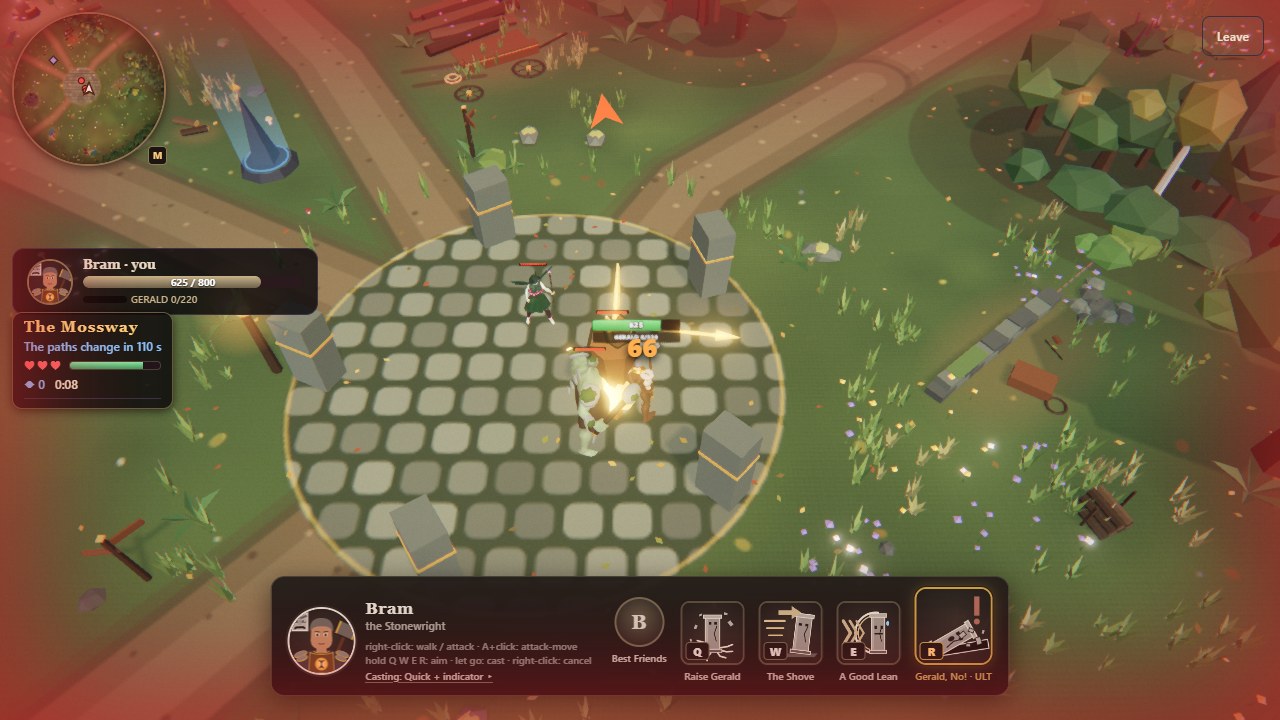 Leave
M
Bram - you
625 / 800
GERALD 0/220
The Mossway
The paths change in 110 s
0 0:08
66
Bram
the Stonewright
right-click: walk / attack · A+click: attack-move
hold Q W E R: aim · let go: cast · right-click: cancel
Casting: Quick + indicator
B
Best Friends
Q
Raise Gerald
W
The Shove
E
A Good Lean
R
Gerald, No! · ULT